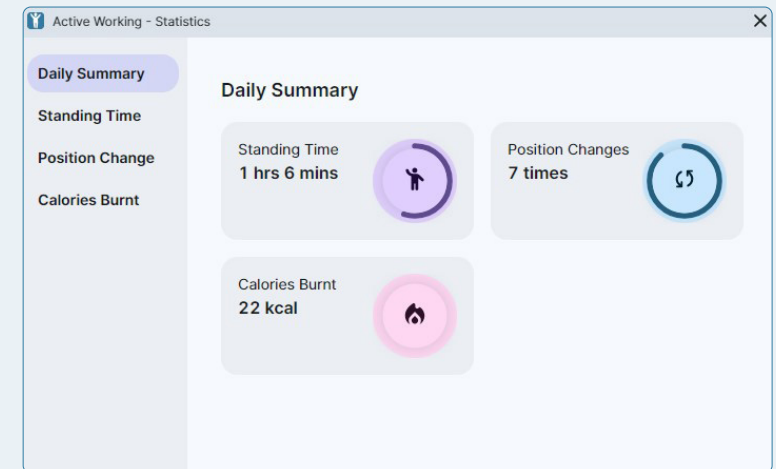 Active Working - Statistics
Daily Summary
Standing Time
Position Change
Calories Burnt
Daily Summary
Standing Time
1 hrs 6 mins
Position Changes
7 times
Calories Burnt
22 kcal